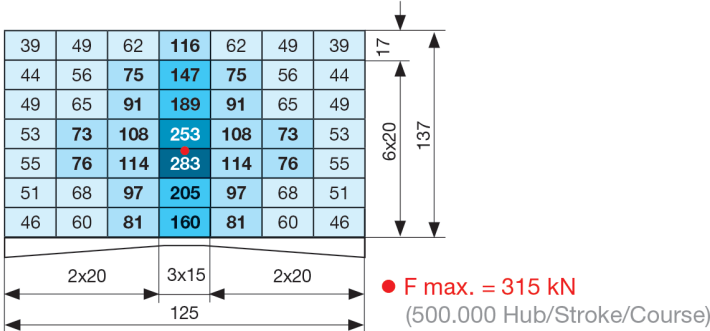 39 49 62 116 62 49 39
44 56 75 147 75 56 44
49 65 91 189 91 65 49
53 73 108 253 108 73 53
55 76 114 283 114 76 55
51 68 97 205 97 68 51
46 60 81 160 81 60 46
17
6x20
137
2x20 3x15 2x20
125
F max. = 315 kN
(500.000 Hub/Stroke/Course)